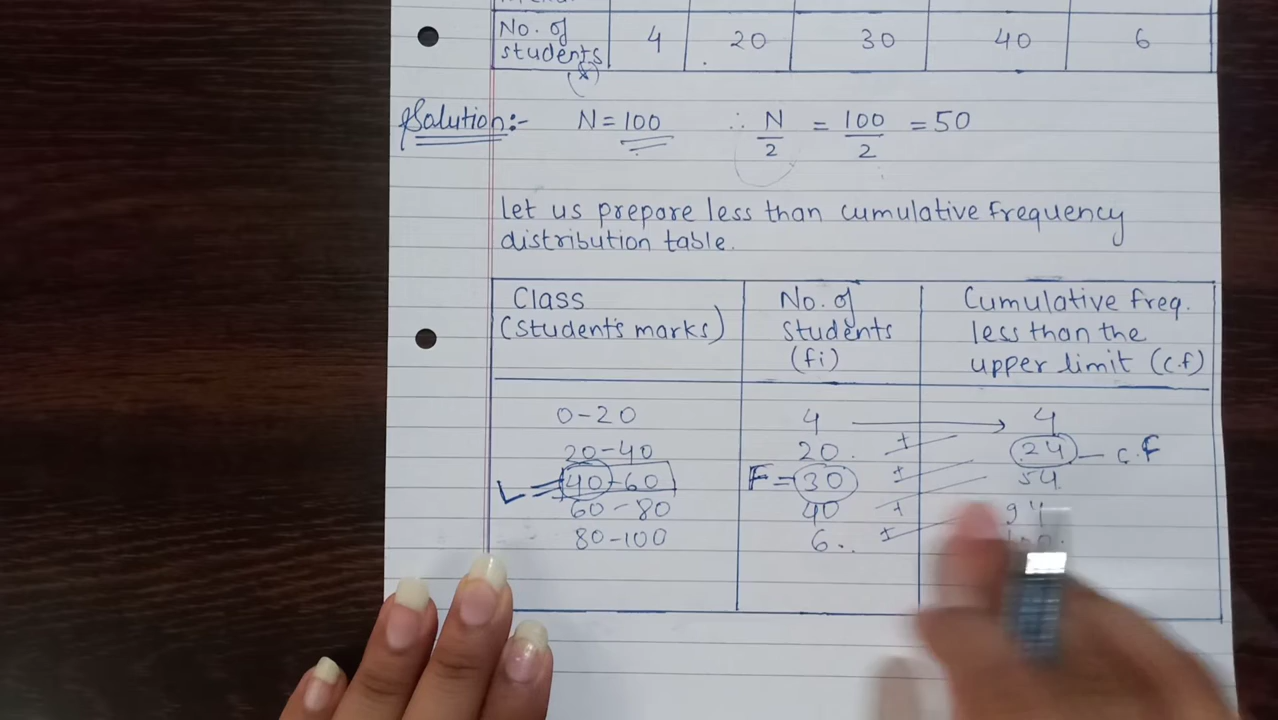 No. of
students 4 20 30 40 6
Solution:- N = 100 ∴ N/2 = 100/2 = 50
Let us prepare less than cumulative frequency
distribution table.
Class No. of Cumulative freq.
(student's marks) students less than the
(fi) upper limit (c.f)
0-20 4 4
20-40 20 + 24 - c.F
L = 40-60 F = 30 + 54
60-80 40 + 94
80-100 6 +